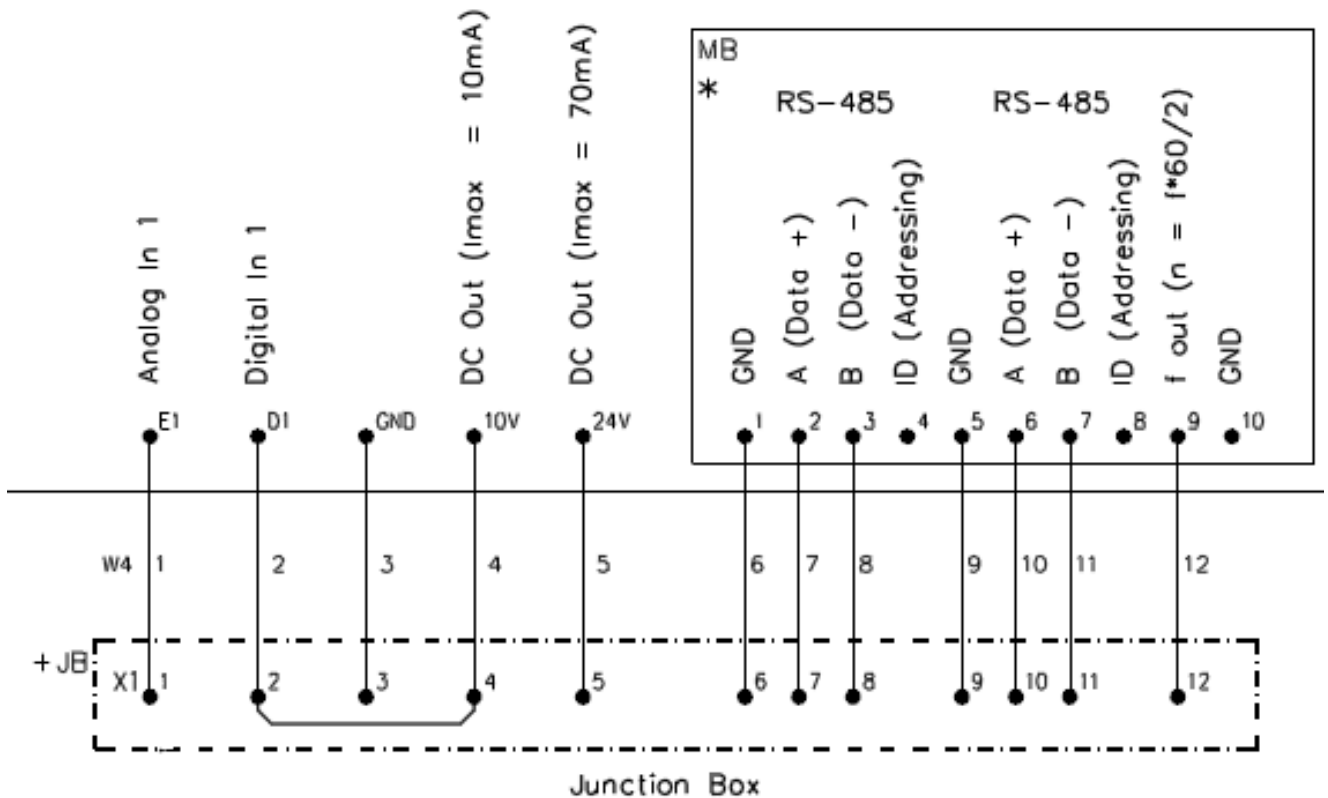 Analog In 1
Digital In 1
DC Out (Imax = 10mA)
DC Out (Imax = 70mA)
MB
*
RS-485 RS-485
GND
A (Data +)
B (Data -)
ID (Addressing)
GND
A (Data +)
B (Data -)
ID (Addressing)
f out (n = f*60/2)
GND
E1 D1 GND 10V 24V 1 2 3 4 5 6 7 8 9 10
W4 1 2 3 4 5 6 7 8 9 10 11 12
+JB
X1 1 2 3 4 5 6 7 8 9 10 11 12
Junction Box